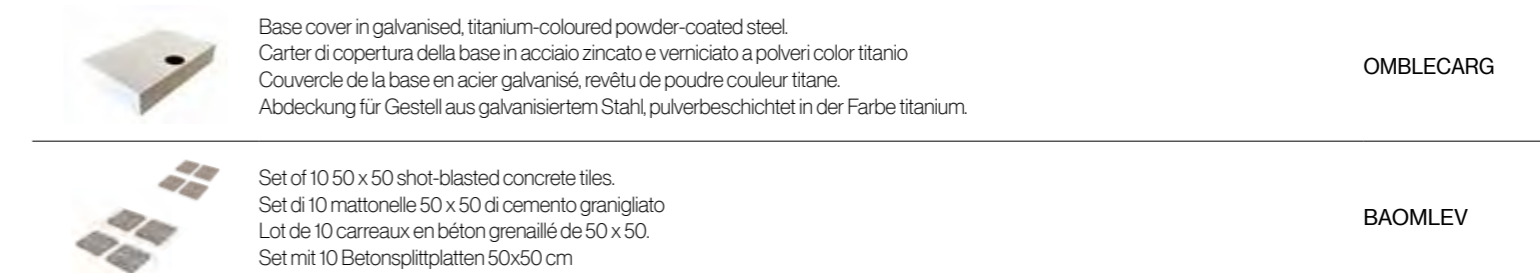 Base cover in galvanised, titanium-coloured powder-coated steel.
Carter di copertura della base in acciaio zincato e verniciato a polveri color titanio
Couvercle de la base en acier galvanisé, revêtu de poudre couleur titane.
Abdeckung für Gestell aus galvanisiertem Stahl, pulverbeschichtet in der Farbe titanium.
OMBLECARG
Set of 10 50 x 50 shot-blasted concrete tiles.
Set di 10 mattonelle 50 x 50 di cemento granigliato
Lot de 10 carreaux en béton grenaillé de 50 x 50.
Set mit 10 Betonsplittplatten 50x50 cm
BAOMLEV